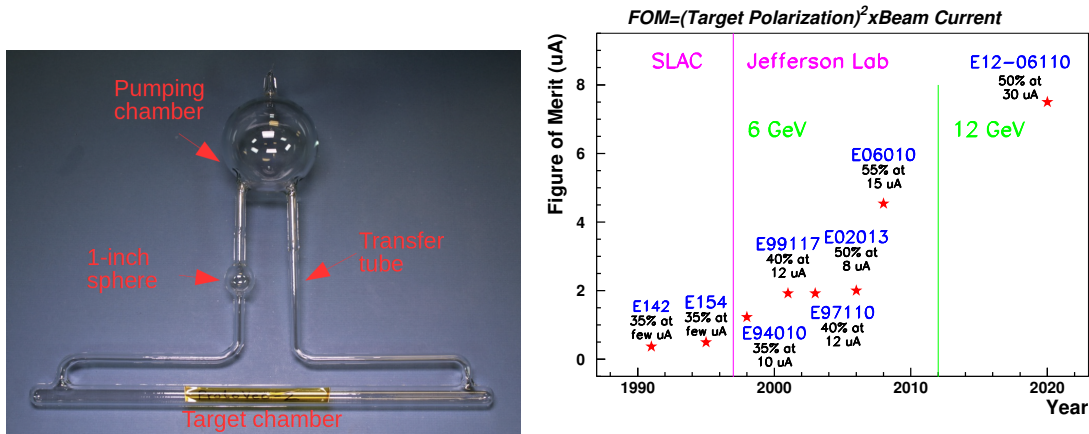 Pumping
chamber
1-inch
sphere
Transfer
tube
Proto Vec - 2
Target chamber
FOM=(Target Polarization)²xBeam Current
Figure of Merit (uA)
SLAC
Jefferson Lab
6 GeV
12 GeV
E12-06110
50% at
30 uA
E06010
55% at
15 uA
E99117
40% at
12 uA
E02013
50% at
8 uA
E142
35% at
few uA
E154
35% at
few uA
E94010
35% at
10 uA
E97110
40% at
12 uA
8
6
4
2
0
1990
2000
2010
2020
Year